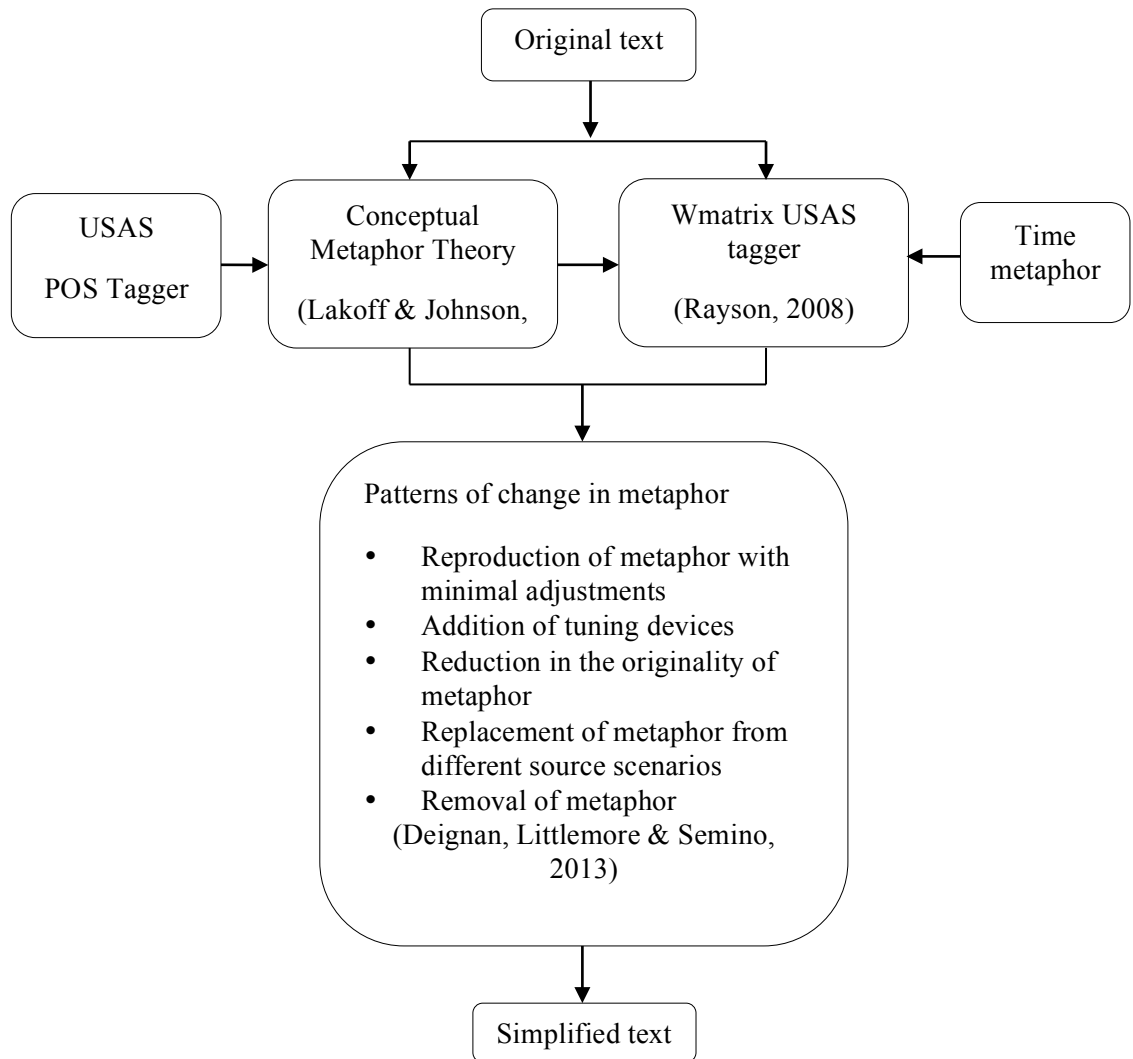 Original text
USAS
POS Tagger
Conceptual
Metaphor Theory
(Lakoff & Johnson,
Wmatrix USAS
tagger
(Rayson, 2008)
Time
metaphor
Patterns of change in metaphor
• Reproduction of metaphor with
minimal adjustments
• Addition of tuning devices
• Reduction in the originality of
metaphor
• Replacement of metaphor from
different source scenarios
• Removal of metaphor
(Deignan, Littlemore & Semino,
2013)
Simplified text